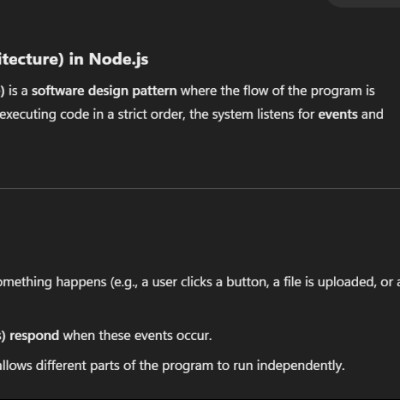 itecture) in Node.js
) is a software design pattern where the flow of the program is
executing code in a strict order, the system listens for events and
omething happens (e.g., a user clicks a button, a file is uploaded, or a
s) respond when these events occur.
allows different parts of the program to run independently.